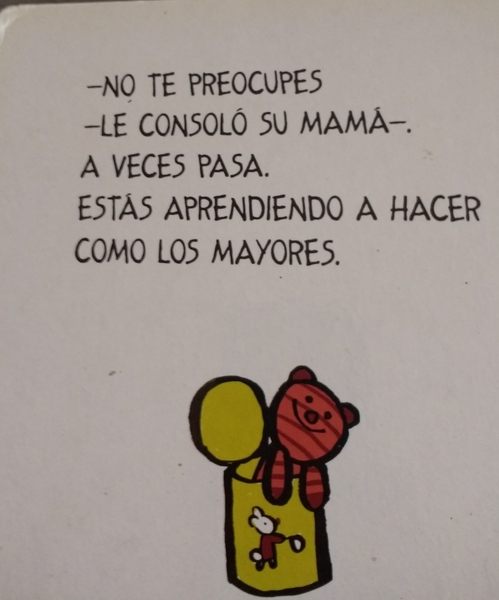 –NO TE PREOCUPES
–LE CONSOLÓ SU MAMÁ–.
A VECES PASA.
ESTÁS APRENDIENDO A HACER
COMO LOS MAYORES.